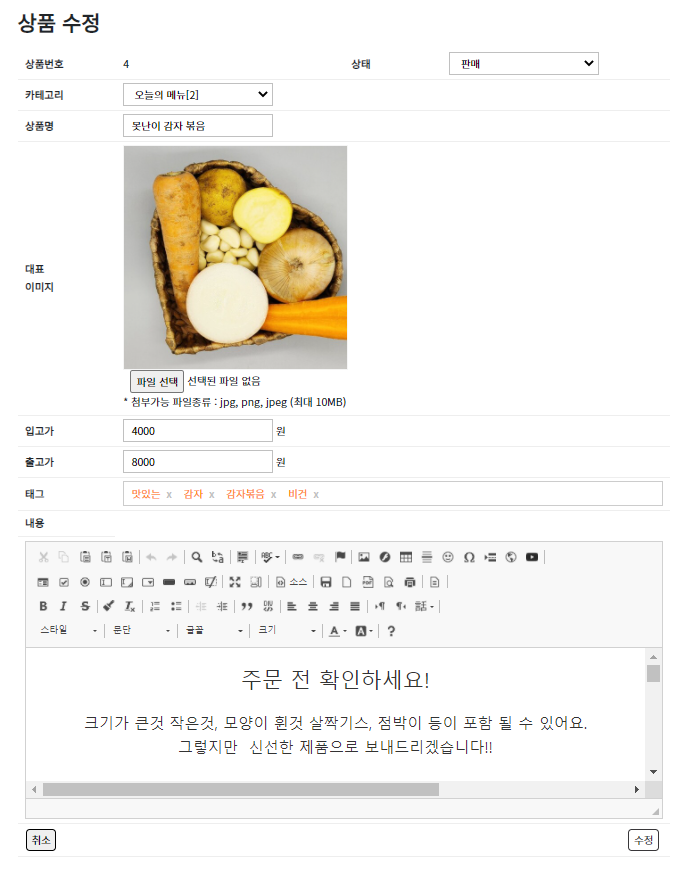 상품 수정
상품번호 4 상태 판매
카테고리 오늘의 메뉴[2]
상품명 못난이 감자 볶음
대표
이미지
파일 선택 선택된 파일 없음
* 첨부가능 파일종류 : jpg, png, jpeg (최대 10MB)
입고가 4000 원
출고가 8000 원
태그 맛있는 x 감자 x 감자볶음 x 비건 x
내용
소스
스타일 문단 글꼴 크기
주문 전 확인하세요!
크기가 큰것 작은것, 모양이 휜것 살짝기스, 점박이 등이 포함 될 수 있어요.
그렇지만 신선한 제품으로 보내드리겠습니다!!
취소 수정